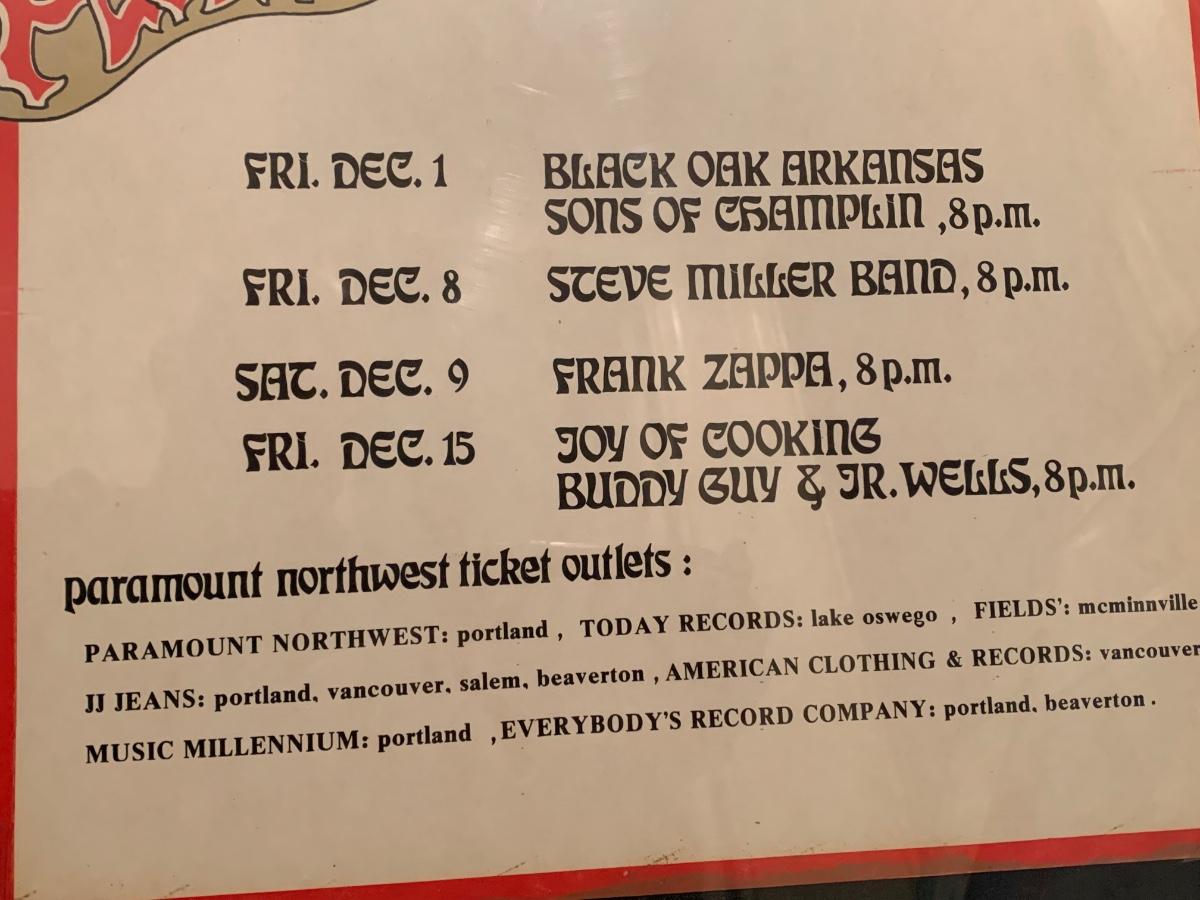 FRI. DEC. 1 BLACK OAK ARKANSAS
SONS OF CHAMPLIN ,8 p.m.
FRI. DEC. 8 STEVE MILLER BAND, 8 p.m.
SAT. DEC. 9 FRANK ZAPPA, 8 p.m.
FRI. DEC. 15 JOY OF COOKING
BUDDY GUY & JR. WELLS, 8 p.m.
paramount northwest ticket outlets :
PARAMOUNT NORTHWEST: portland , TODAY RECORDS: lake oswego , FIELDS': mcminnville
JJ JEANS: portland, vancouver, salem, beaverton , AMERICAN CLOTHING & RECORDS: vancouver
MUSIC MILLENNIUM: portland ,EVERYBODY'S RECORD COMPANY: portland, beaverton .